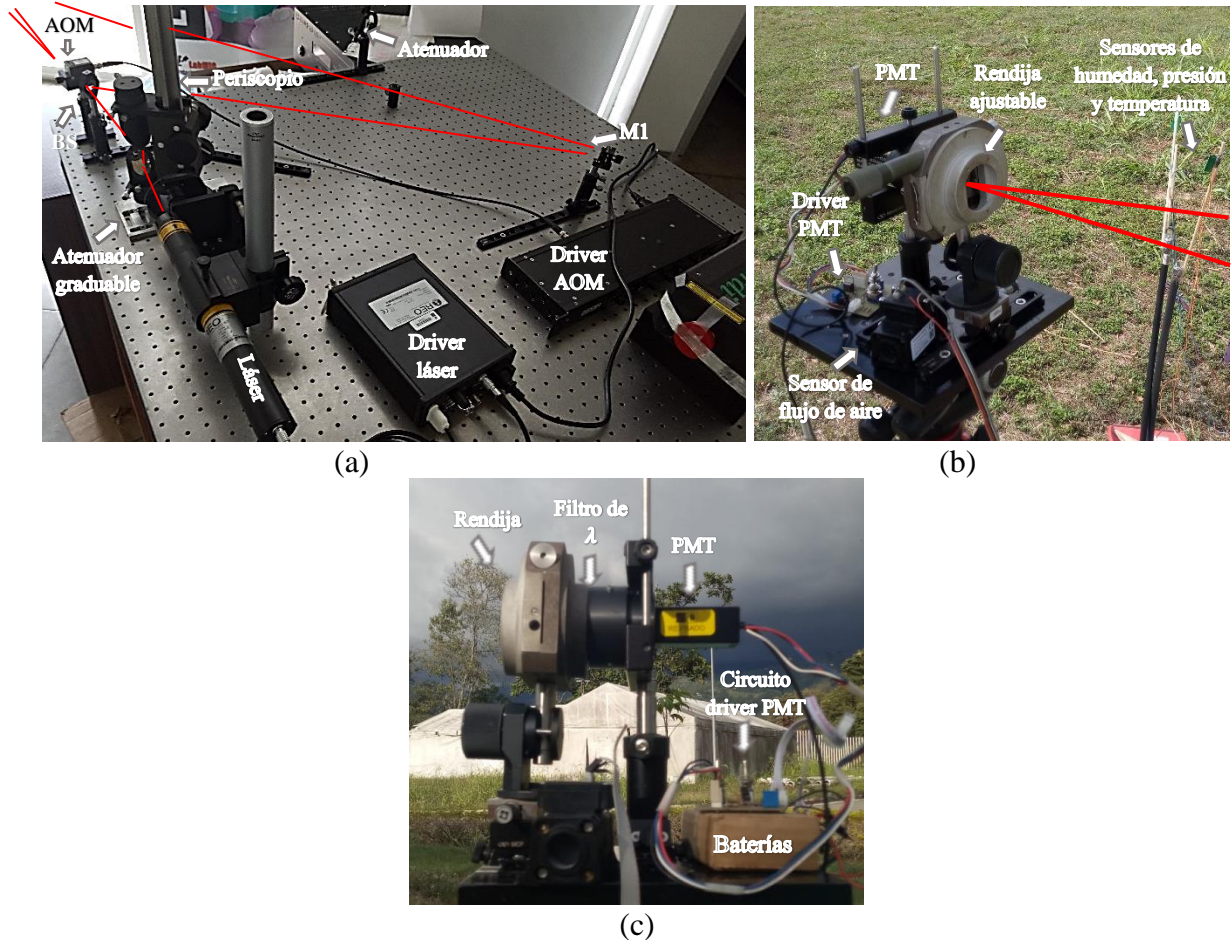 AOM
Atenuador
Periscopio
BS
M1
Atenuador
graduable
Driver
AOM
REO
Driver
láser
Láser
(a)
PMT
Rendija
ajustable
Sensores de
humedad, presión
y temperatura
Driver
PMT
Sensor de
flujo de aire
(b)
Rendija
Filtro de
λ
PMT
Circuito
driver PMT
Baterías
(c)